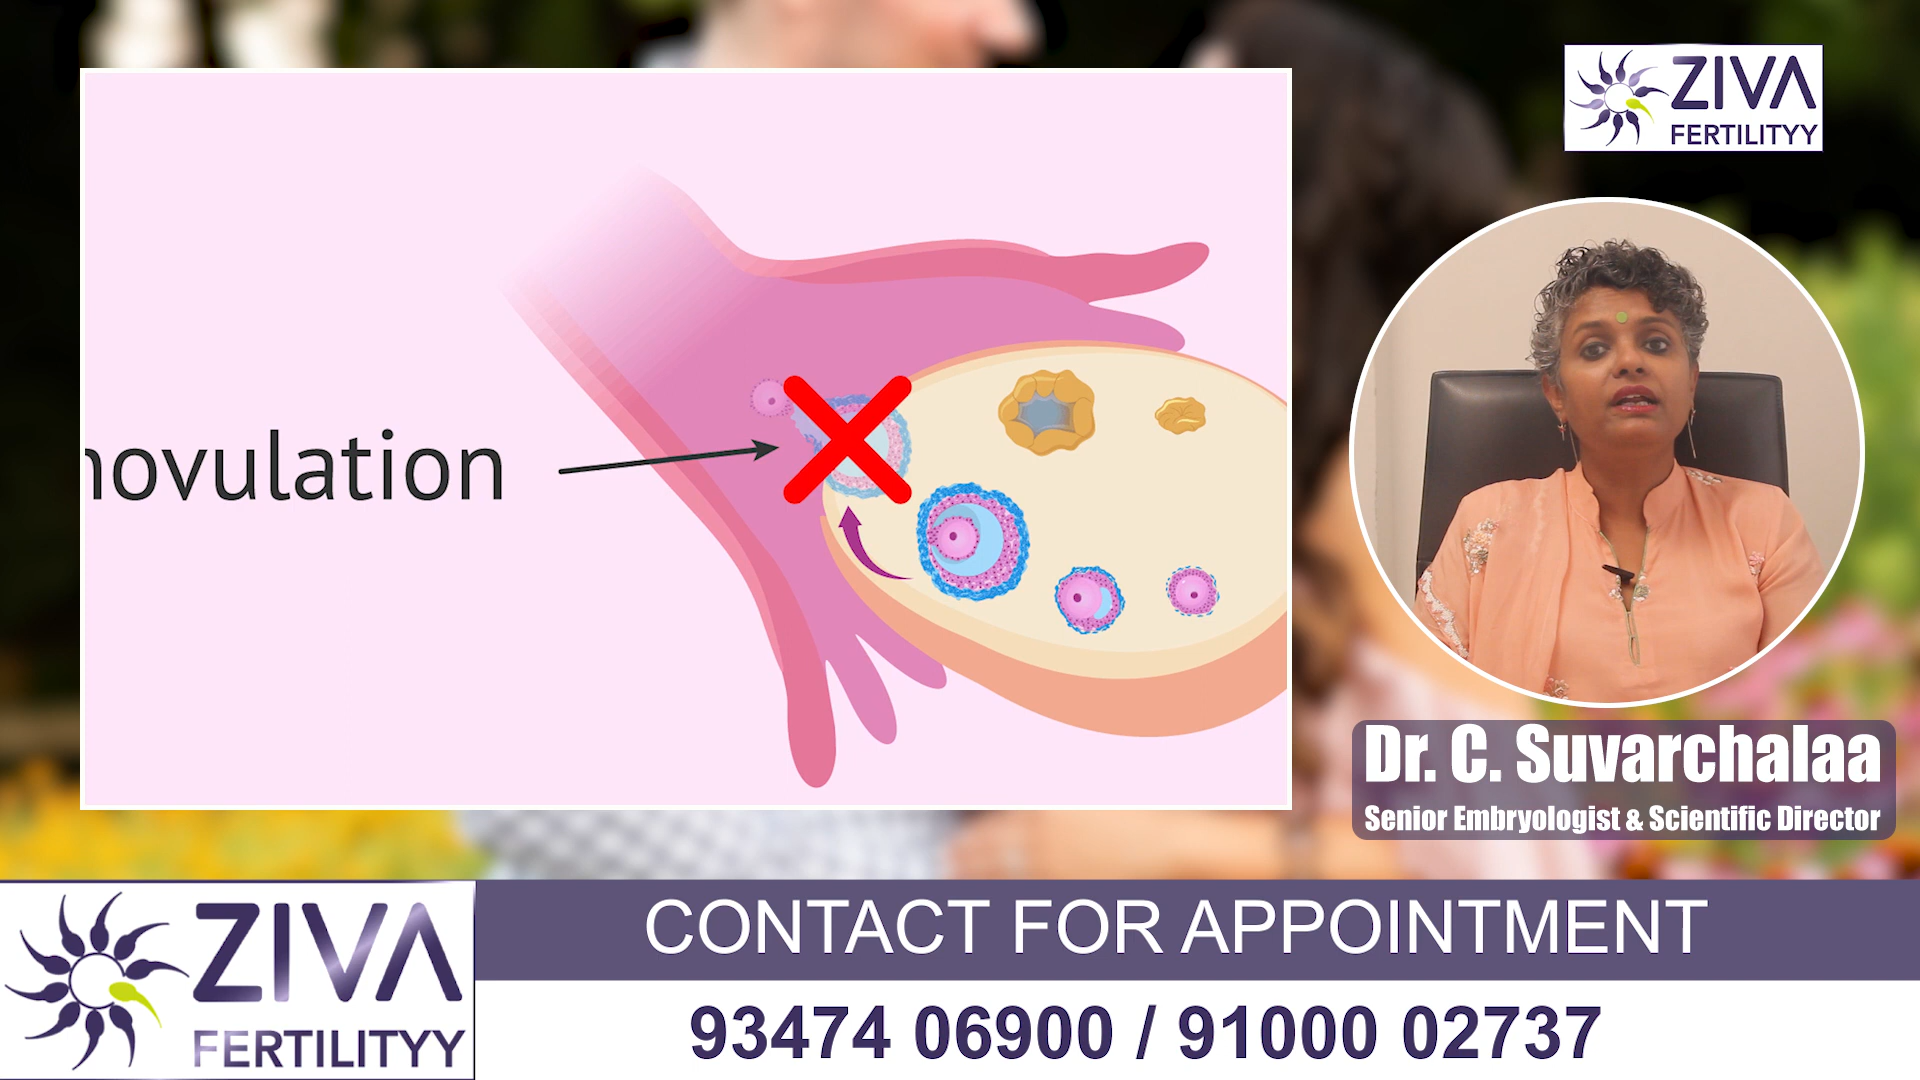 novulation
ZIVA
FERTILITYY
Dr. C. Suvarchalaa
Senior Embryologist & Scientific Director
ZIVA
FERTILITYY
CONTACT FOR APPOINTMENT
93474 06900 / 91000 02737